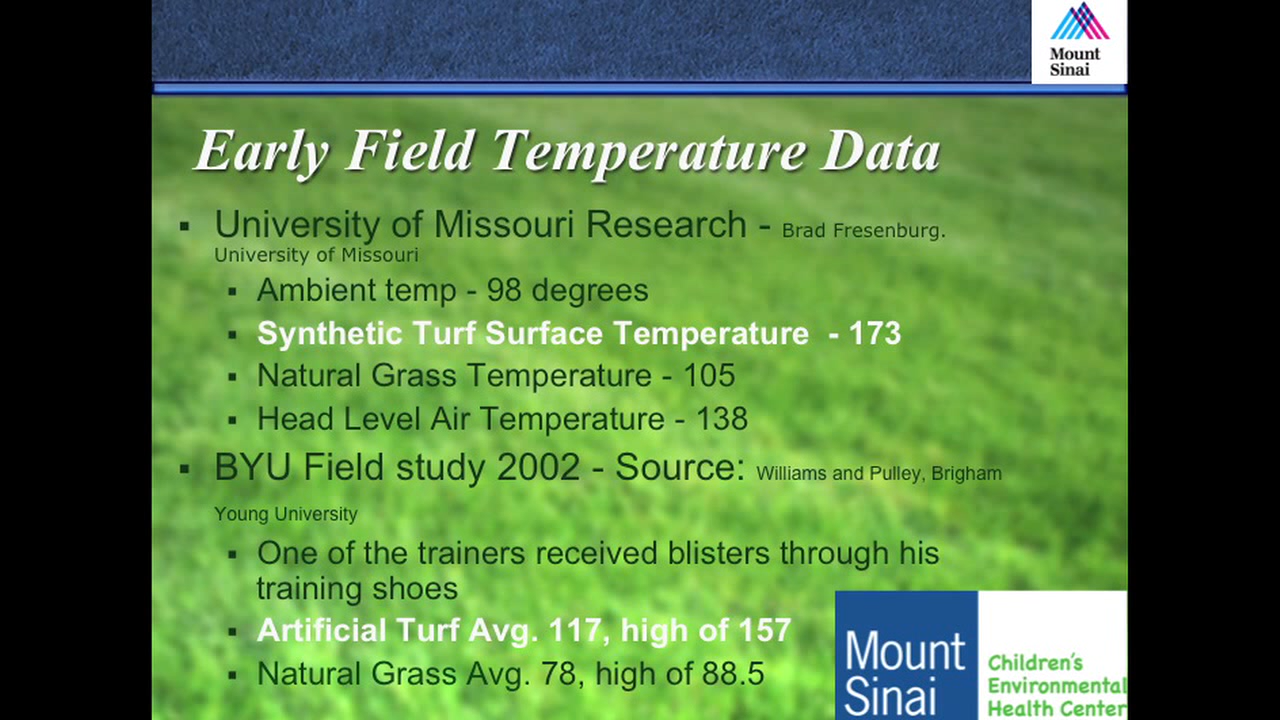 Mount
Sinai
Early Field Temperature Data
▪ University of Missouri Research - Brad Fresenburg.
University of Missouri
▪ Ambient temp - 98 degrees
▪ Synthetic Turf Surface Temperature - 173
▪ Natural Grass Temperature - 105
▪ Head Level Air Temperature - 138
▪ BYU Field study 2002 - Source: Williams and Pulley, Brigham
Young University
▪ One of the trainers received blisters through his
training shoes
▪ Artificial Turf Avg. 117, high of 157
▪ Natural Grass Avg. 78, high of 88.5
Mount
Sinai
Children's
Environmental
Health Center